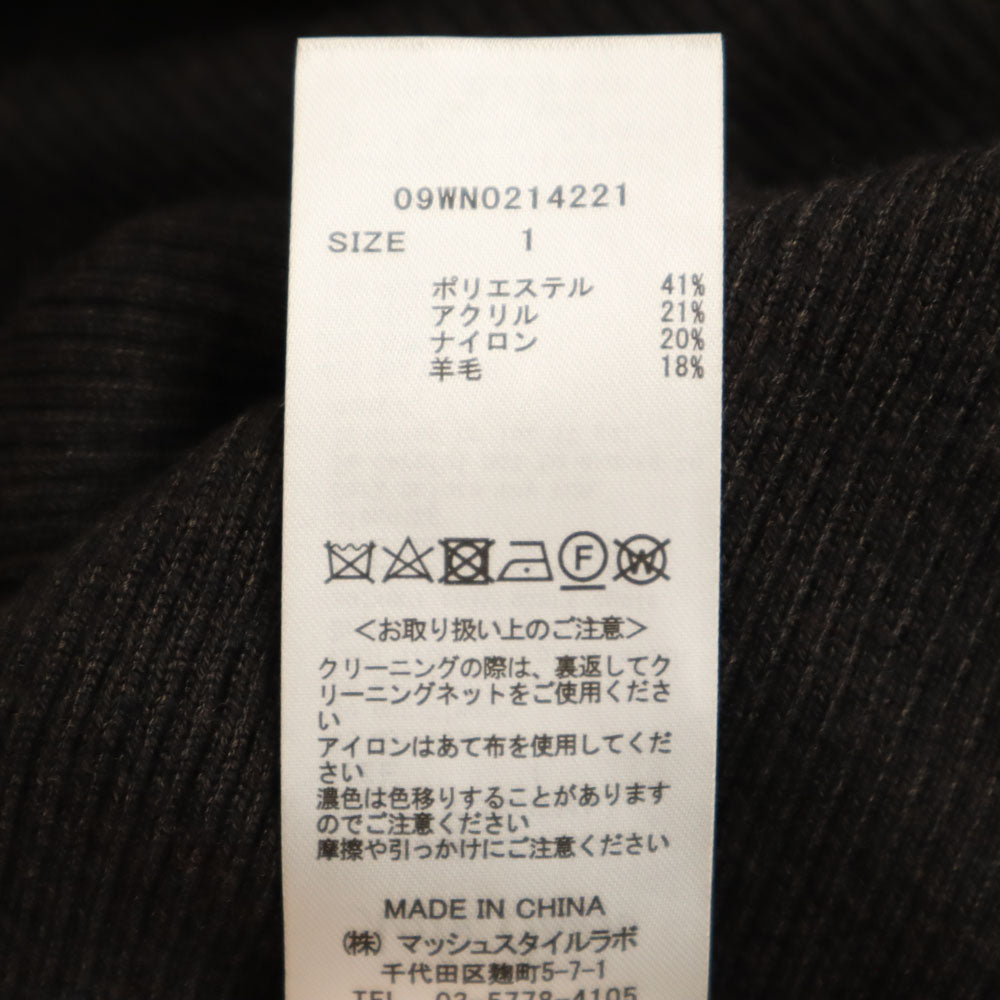 09WN0214221
SIZE 1
ポリエステル 41%
アクリル 21%
ナイロン 20%
羊毛 18%
F W
<お取り扱い上のご注意>
クリーニングの際は、裏返してク
リーニングネットをご使用くださ
い
アイロンはあて布を使用してくだ
さい
濃色は色移りすることがあります
のでご注意ください
摩擦や引っかけにご注意ください
MADE IN CHINA
(株) マッシュスタイルラボ
千代田区麹町5-7-1
TEL 03-5778-4105